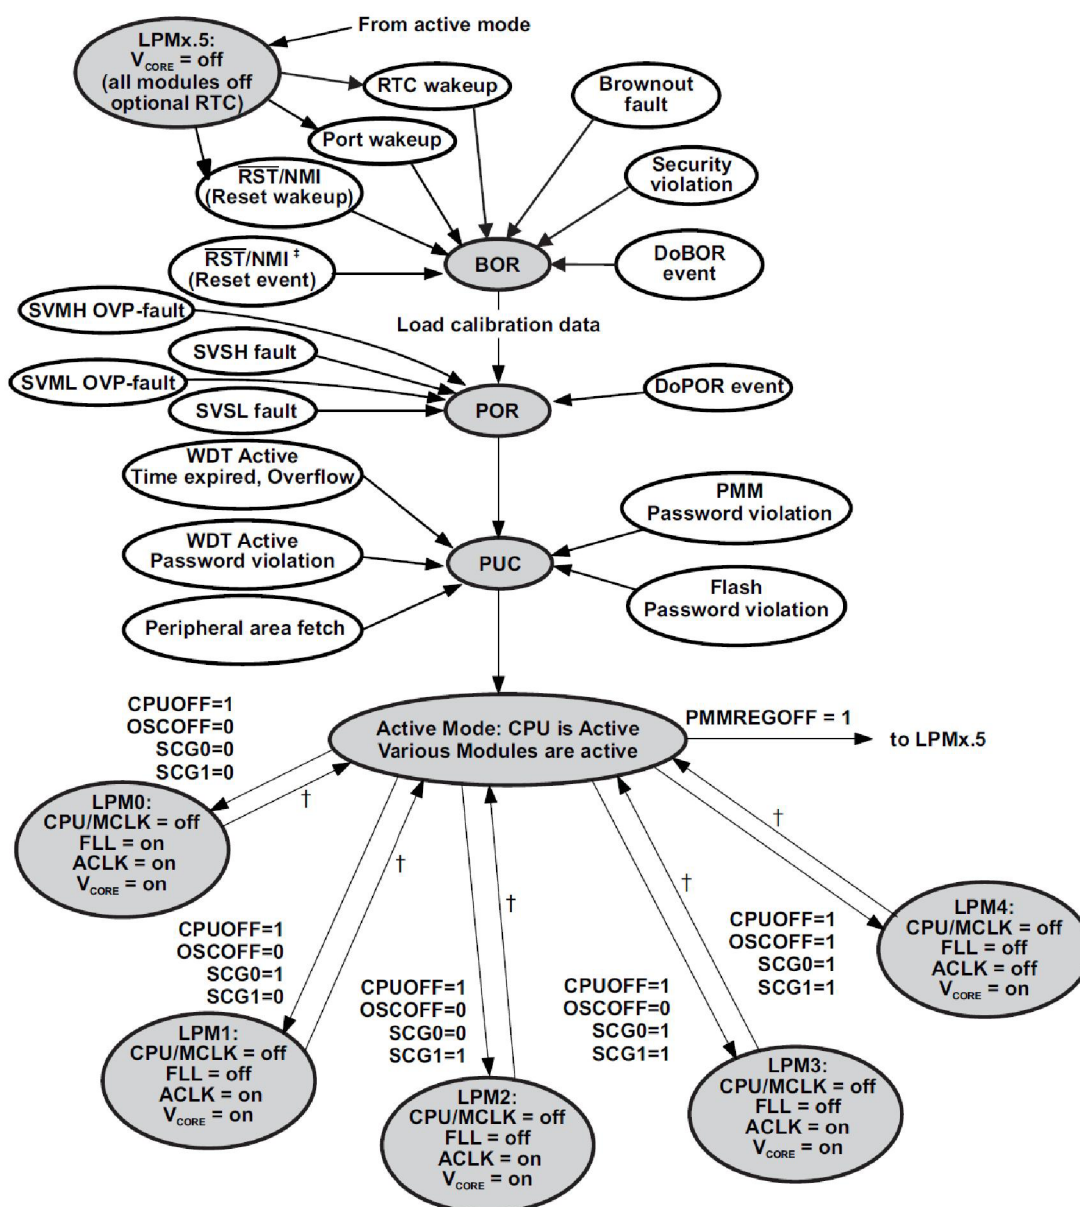 From active mode
LPMx.5:
VCORE = off
(all modules off
optional RTC)
RTC wakeup
Brownout
fault
Port wakeup
Security
violation
RST/NMI
(Reset wakeup)
BOR
DoBOR
event
RST/NMI ‡
(Reset event)
SVMH OVP-fault
Load calibration data
SVSH fault
SVML OVP-fault
DoPOR event
SVSL fault
POR
WDT Active
Time expired, Overflow
PMM
Password violation
WDT Active
Password violation
PUC
Flash
Password violation
Peripheral area fetch
CPUOFF=1
OSCOFF=0
SCG0=0
SCG1=0
Active Mode: CPU is Active
Various Modules are active
PMMREGOFF = 1
to LPMx.5
†
†
†
†
†
LPM0:
CPU/MCLK = off
FLL = on
ACLK = on
VCORE = on
CPUOFF=1
OSCOFF=0
SCG0=1
SCG1=0
CPUOFF=1
OSCOFF=0
SCG0=0
SCG1=1
CPUOFF=1
OSCOFF=0
SCG0=1
SCG1=1
CPUOFF=1
OSCOFF=1
SCG0=1
SCG1=1
LPM4:
CPU/MCLK = off
FLL = off
ACLK = off
VCORE = on
LPM1:
CPU/MCLK = off
FLL = off
ACLK = on
VCORE = on
LPM2:
CPU/MCLK = off
FLL = off
ACLK = on
VCORE = on
LPM3:
CPU/MCLK = off
FLL = off
ACLK = on
VCORE = on